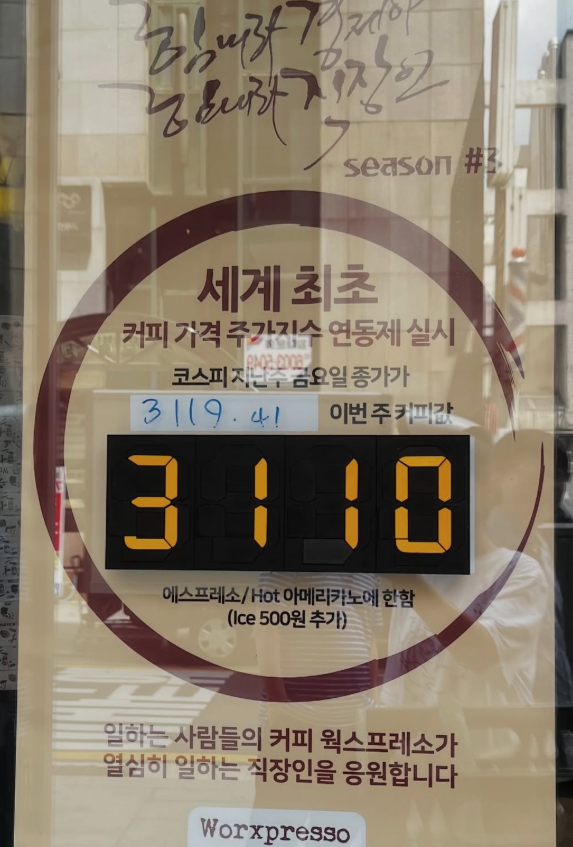 힘내라 경제야
힘내라 직장인
season #3
세계 최초
커피 가격 주가지수 연동제 실시
코스피 지난주 금요일 종가가
3119.41 이번 주 커피값
3110
에스프레소/Hot 아메리카노에 한함
(Ice 500원 추가)
일하는 사람들의 커피 웍스프레소가
열심히 일하는 직장인을 응원합니다
Worxpresso